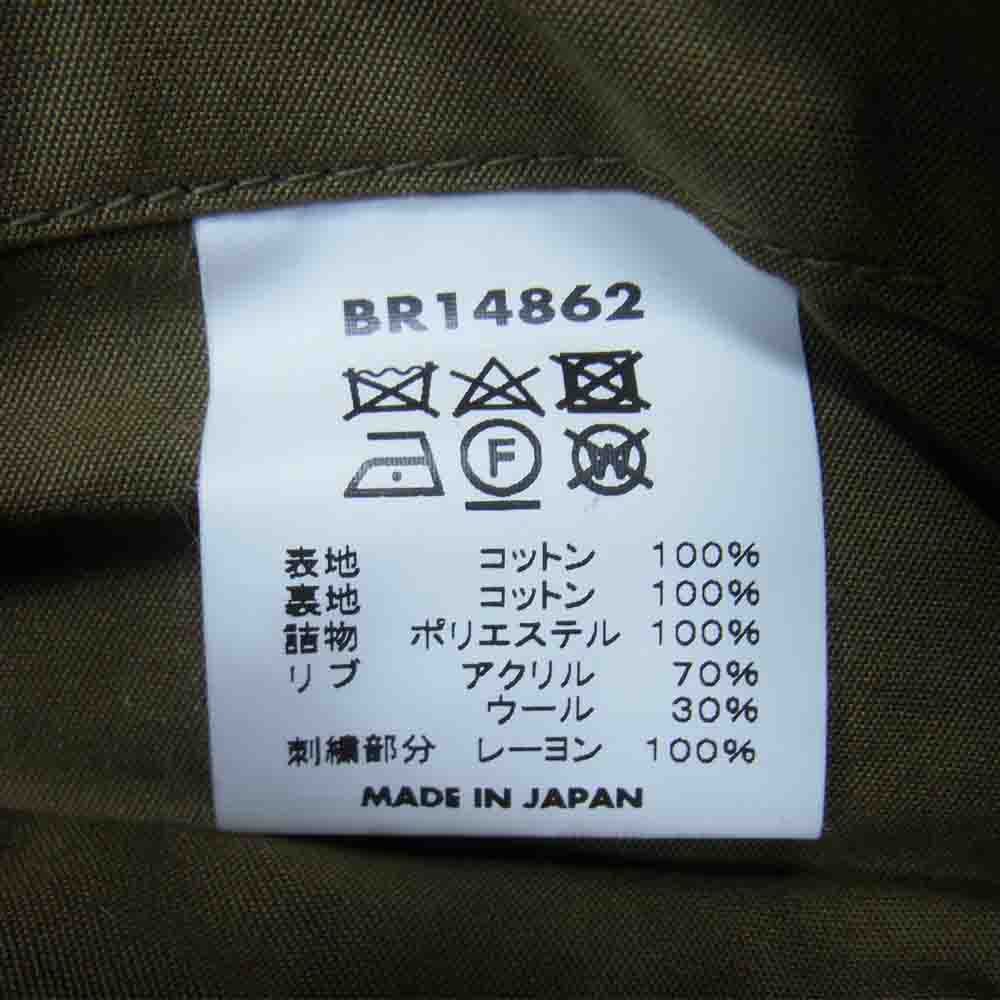 BR14862
F W
表地 コットン 100%
裏地 コットン 100%
詰物 ポリエステル 100%
リブ アクリル 70%
ウール 30%
刺繍部分 レーヨン 100%
MADE IN JAPAN